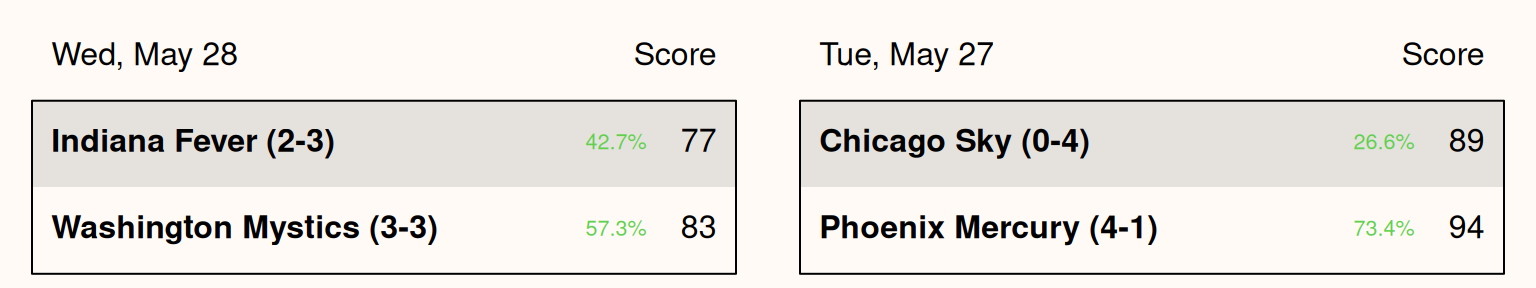 Wed, May 28 Score
Indiana Fever (2-3) 42.7% 77
Washington Mystics (3-3) 57.3% 83
Tue, May 27 Score
Chicago Sky (0-4) 26.6% 89
Phoenix Mercury (4-1) 73.4% 94